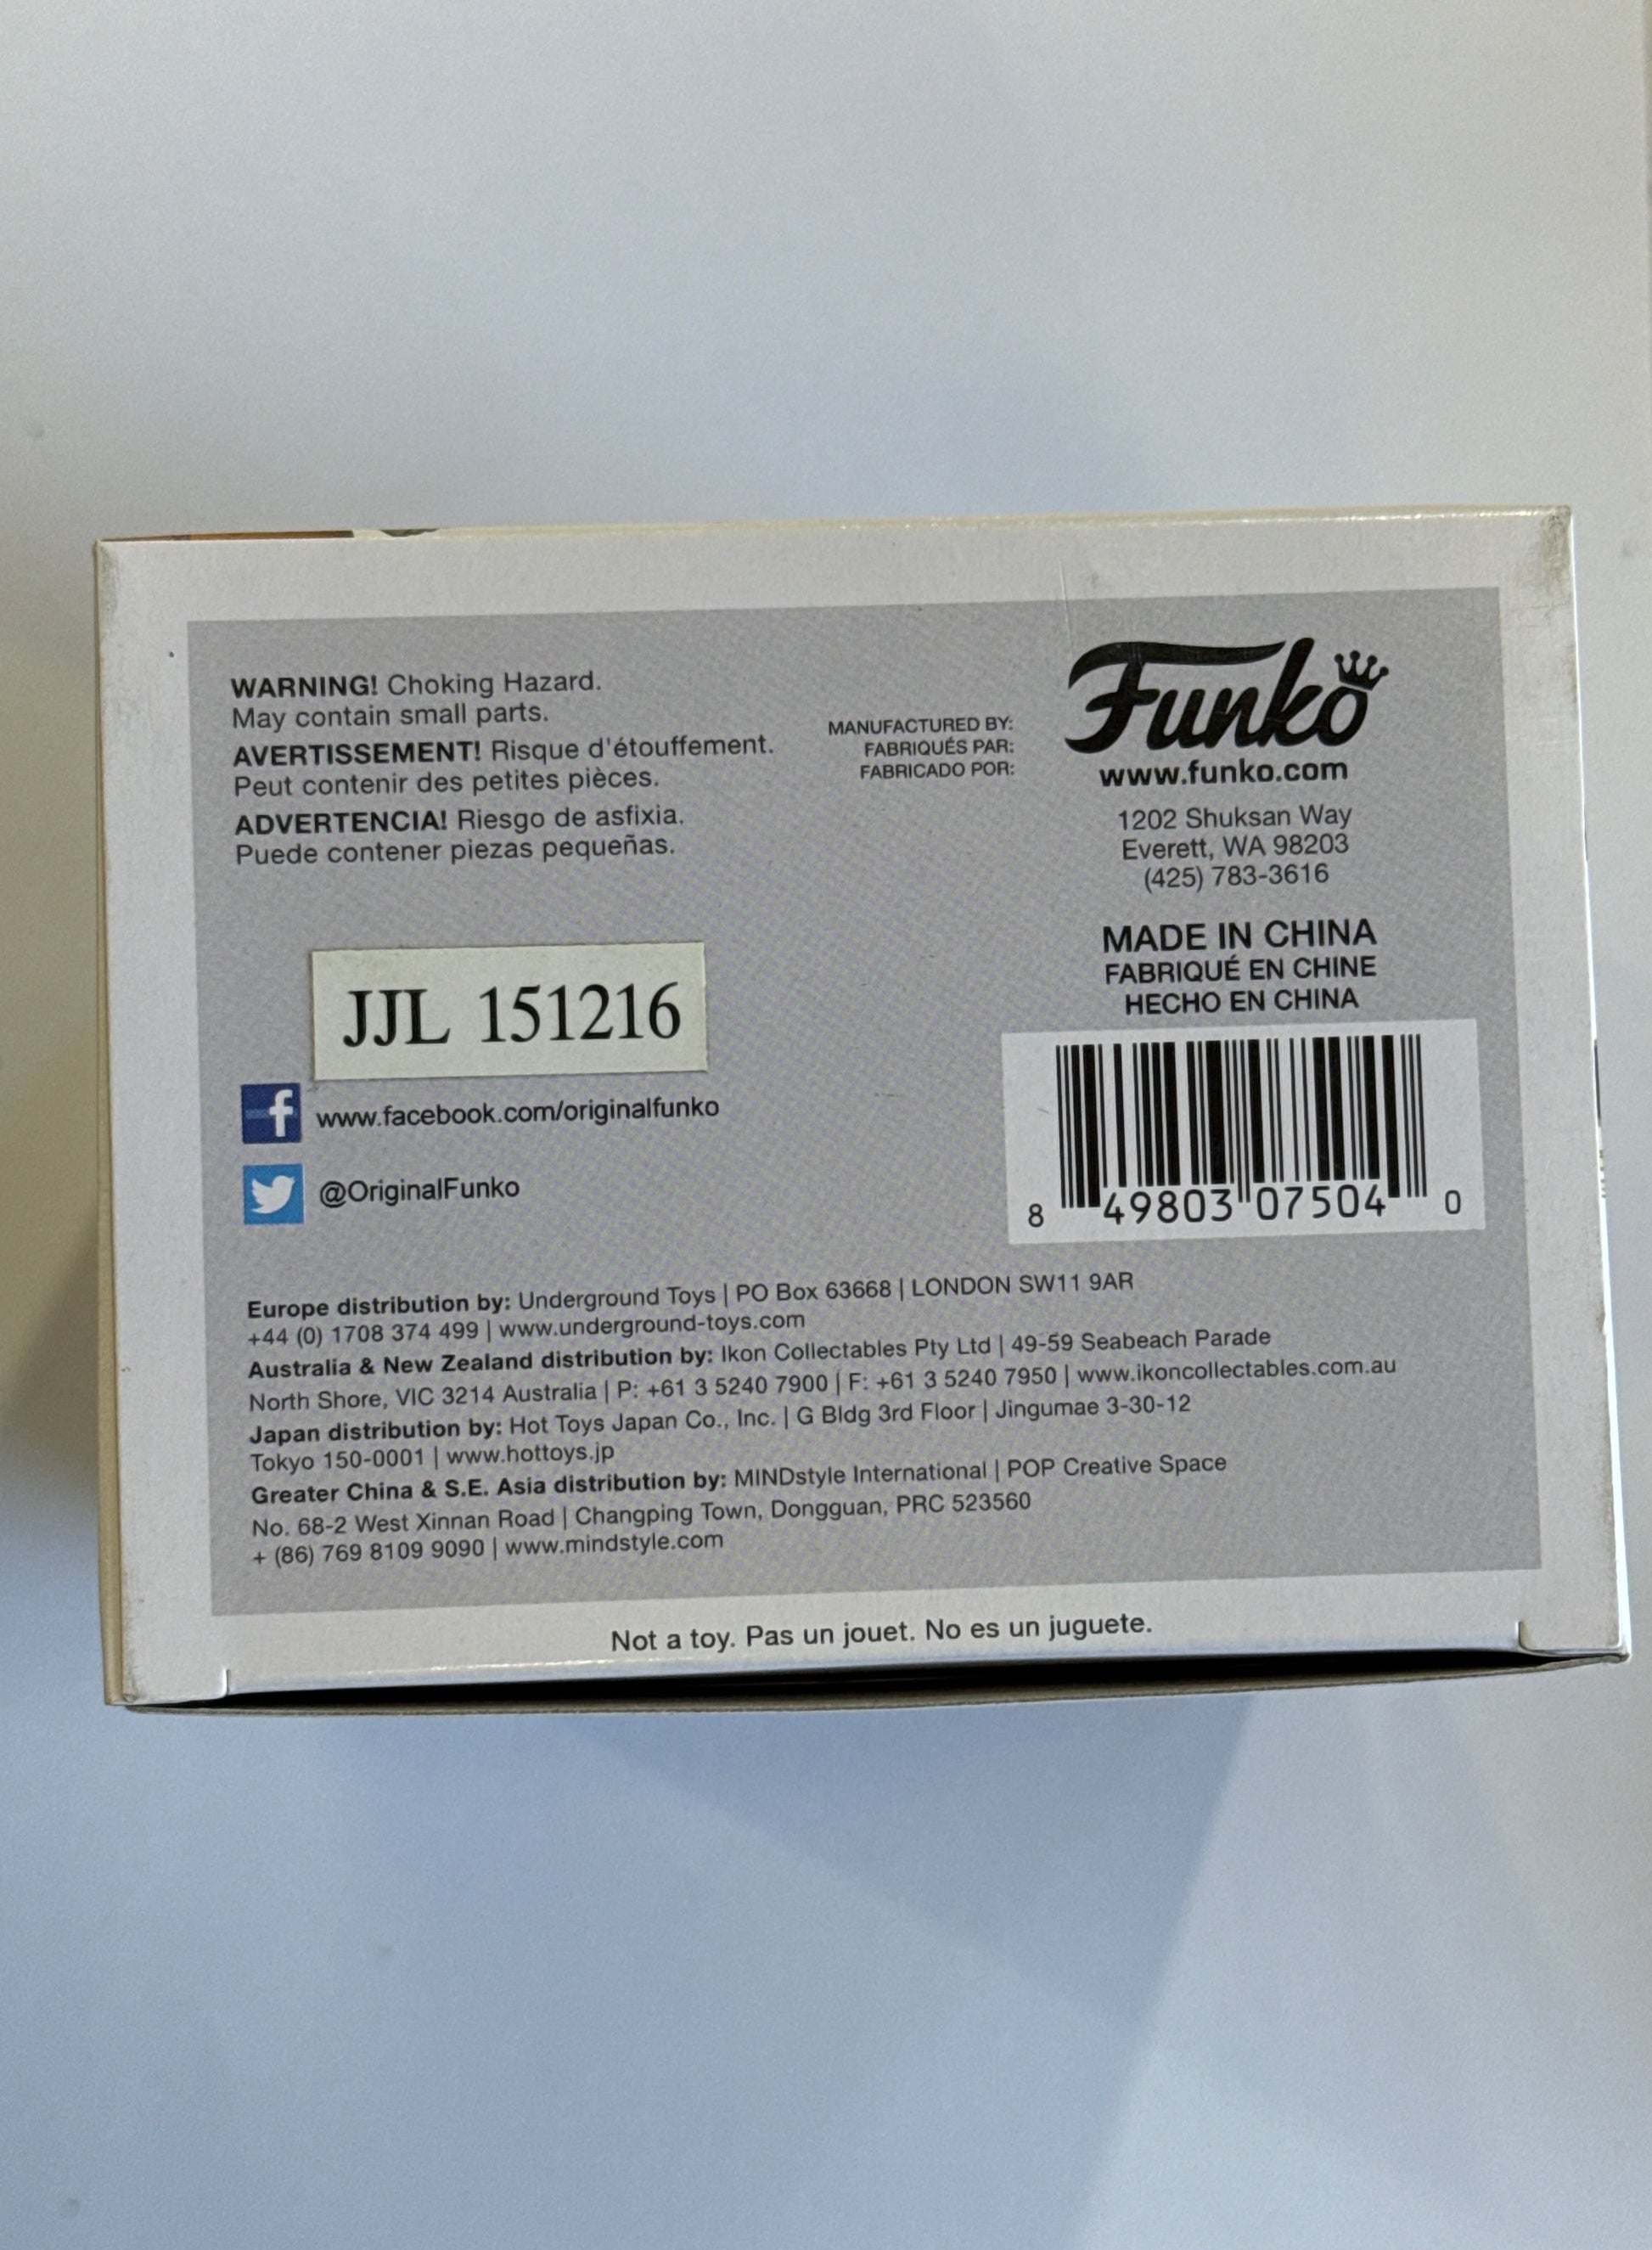 WARNING! Choking Hazard.
May contain small parts.
AVERTISSEMENT! Risque d'étouffement.
Peut contenir des petites pièces.
ADVERTENCIA! Riesgo de asfixia.
Puede contener piezas pequeñas.
MANUFACTURED BY:
FABRIQUÉS PAR:
FABRICADO POR:
Funko
www.funko.com
1202 Shuksan Way
Everett, WA 98203
(425) 783-3616
MADE IN CHINA
FABRIQUÉ EN CHINE
HECHO EN CHINA
JJL 151216
f www.facebook.com/originalfunko
@OriginalFunko
8 49803 07504 0
Europe distribution by: Underground Toys | PO Box 63668 | LONDON SW11 9AR
+44 (0) 1708 374 499 | www.underground-toys.com
Australia & New Zealand distribution by: Ikon Collectables Pty Ltd | 49-59 Seabeach Parade
North Shore, VIC 3214 Australia | P: +61 3 5240 7900 | F: +61 3 5240 7950 | www.ikoncollectables.com.au
Japan distribution by: Hot Toys Japan Co., Inc. | G Bldg 3rd Floor | Jingumae 3-30-12
Tokyo 150-0001 | www.hottoys.jp
Greater China & S.E. Asia distribution by: MINDstyle International | POP Creative Space
No. 68-2 West Xinnan Road | Changping Town, Dongguan, PRC 523560
+ (86) 769 8109 9090 | www.mindstyle.com
Not a toy. Pas un jouet. No es un juguete.